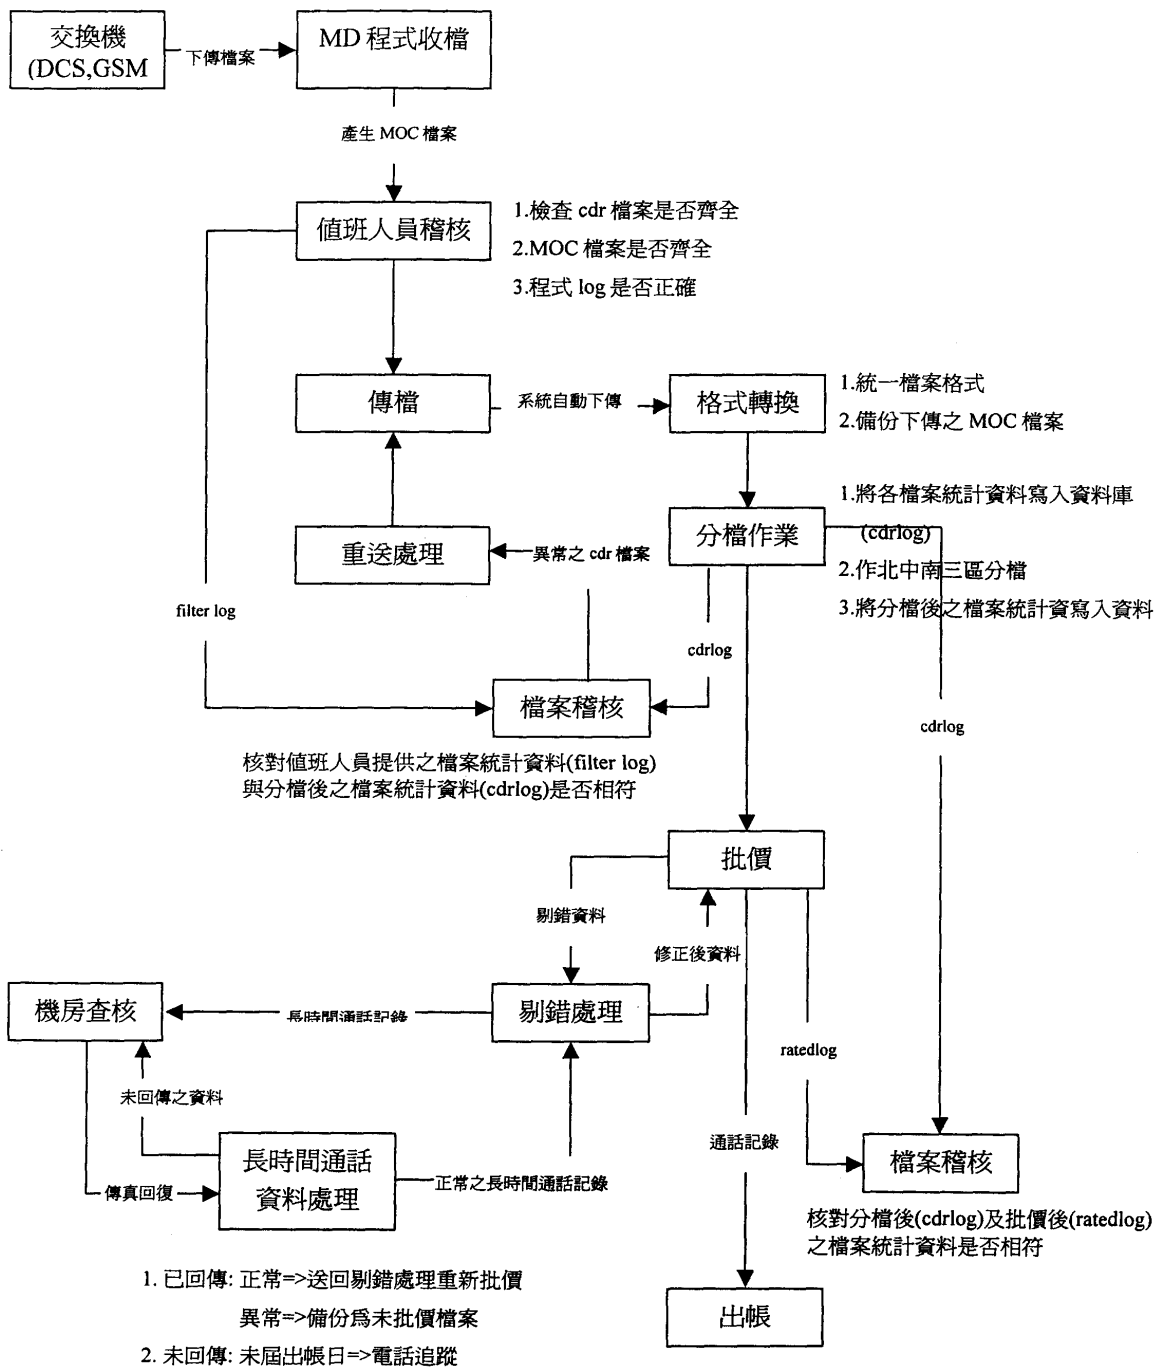 交換機
(DCS,GSM
下傳檔案
MD 程式收檔
產生 MOC 檔案
值班人員稽核
1.檢查 cdr 檔案是否齊全
2.MOC 檔案是否齊全
3.程式 log 是否正確
傳檔
系統自動下傳
格式轉換
1.統一檔案格式
2.備份下傳之 MOC 檔案
重送處理
異常之 cdr 檔案
分檔作業
1.將各檔案統計資料寫入資料庫
(cdrlog)
2.作北中南三區分檔
3.將分檔後之檔案統計資寫入資料
filter log
cdrlog
檔案稽核
cdrlog
核對值班人員提供之檔案統計資料(filter log)
與分檔後之檔案統計資料(cdrlog)是否相符
批價
剔錯資料
修正後資料
機房查核
長時間通話記錄
剔錯處理
ratedlog
未回傳之資料
通話記錄
長時間通話
資料處理
傳真回復
正常之長時間通話記錄
檔案稽核
核對分檔後(cdrlog)及批價後(ratedlog)
之檔案統計資料是否相符
1. 已回傳: 正常=>送回剔錯處理重新批價
異常=>備份為未批價檔案
2. 未回傳: 未屆出帳日=>電話追蹤
出帳